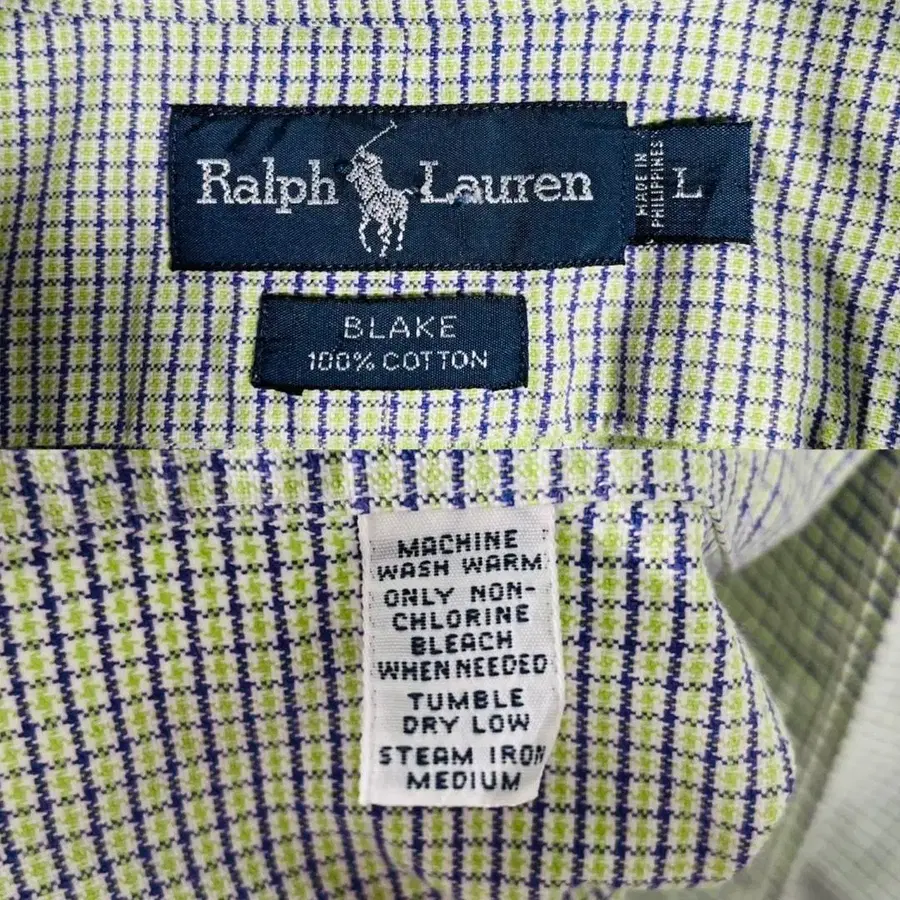 Ralph Lauren
MADE IN
PHILIPPINES
L
BLAKE
100% COTTON
MACHINE
WASH WARM
ONLY NON-
CHLORINE
BLEACH
WHEN NEEDED
TUMBLE
DRY LOW
STEAM IRON
MEDIUM